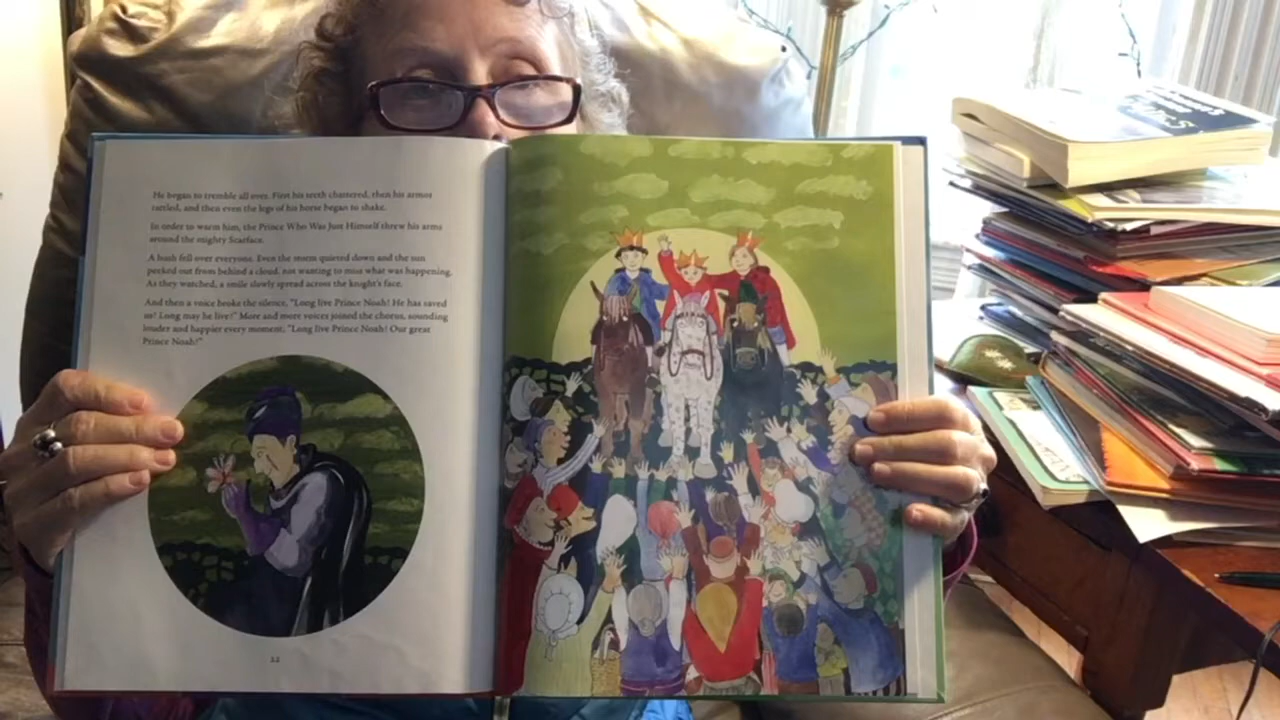 He began to tremble all over. First his teeth chattered, then his armor
rattled, and then even the legs of his horse began to shake.
In order to warm him, the Prince Who Was Just Himself threw his arms
around the mighty Scarface.
A hush fell over everyone. Even the storm quieted down and the sun
peeked out from behind a cloud, not wanting to miss what was happening.
As they watched, a smile slowly spread across the knight's face.
And then a voice broke the silence, "Long live Prince Noah! He has saved
us! Long may he live!" More and more voices joined the chorus, sounding
louder and happier every moment; "Long live Prince Noah! Our great
Prince Noah!"